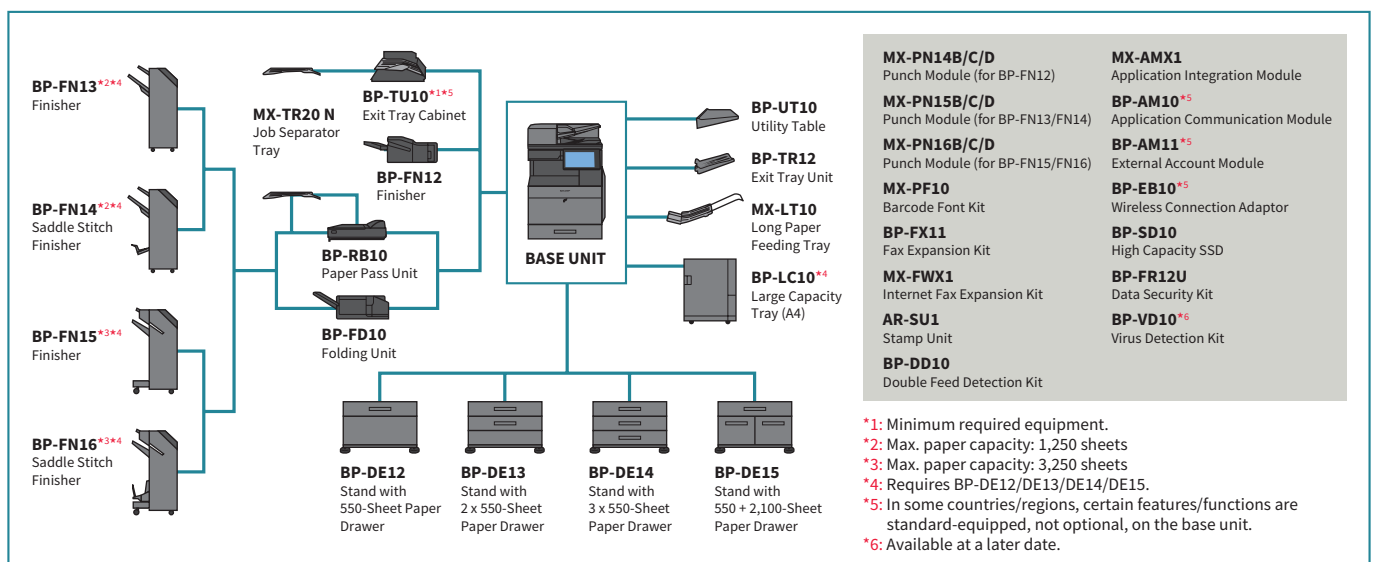 BP-FN13*2*4
Finisher
BP-FN14*2*4
Saddle Stitch
Finisher
BP-FN15*3*4
Finisher
BP-FN16*3*4
Saddle Stitch
Finisher
MX-TR20 N
Job Separator
Tray
BP-TU10*1*5
Exit Tray Cabinet
BP-FN12
Finisher
BP-RB10
Paper Pass Unit
BP-FD10
Folding Unit
BASE UNIT
BP-UT10
Utility Table
BP-TR12
Exit Tray Unit
MX-LT10
Long Paper
Feeding Tray
BP-LC10*4
Large Capacity
Tray (A4)
BP-DE12
Stand with
550-Sheet Paper
Drawer
BP-DE13
Stand with
2 x 550-Sheet
Paper Drawer
BP-DE14
Stand with
3 x 550-Sheet
Paper Drawer
BP-DE15
Stand with
550 + 2,100-Sheet
Paper Drawer
MX-PN14B/C/D
Punch Module (for BP-FN12)
MX-PN15B/C/D
Punch Module (for BP-FN13/FN14)
MX-PN16B/C/D
Punch Module (for BP-FN15/FN16)
MX-PF10
Barcode Font Kit
BP-FX11
Fax Expansion Kit
MX-FWX1
Internet Fax Expansion Kit
AR-SU1
Stamp Unit
BP-DD10
Double Feed Detection Kit
MX-AMX1
Application Integration Module
BP-AM10*5
Application Communication Module
BP-AM11*5
External Account Module
BP-EB10*5
Wireless Connection Adaptor
BP-SD10
High Capacity SSD
BP-FR12U
Data Security Kit
BP-VD10*6
Virus Detection Kit
*1: Minimum required equipment.
*2: Max. paper capacity: 1,250 sheets
*3: Max. paper capacity: 3,250 sheets
*4: Requires BP-DE12/DE13/DE14/DE15.
*5: In some countries/regions, certain features/functions are
standard-equipped, not optional, on the base unit.
*6: Available at a later date.